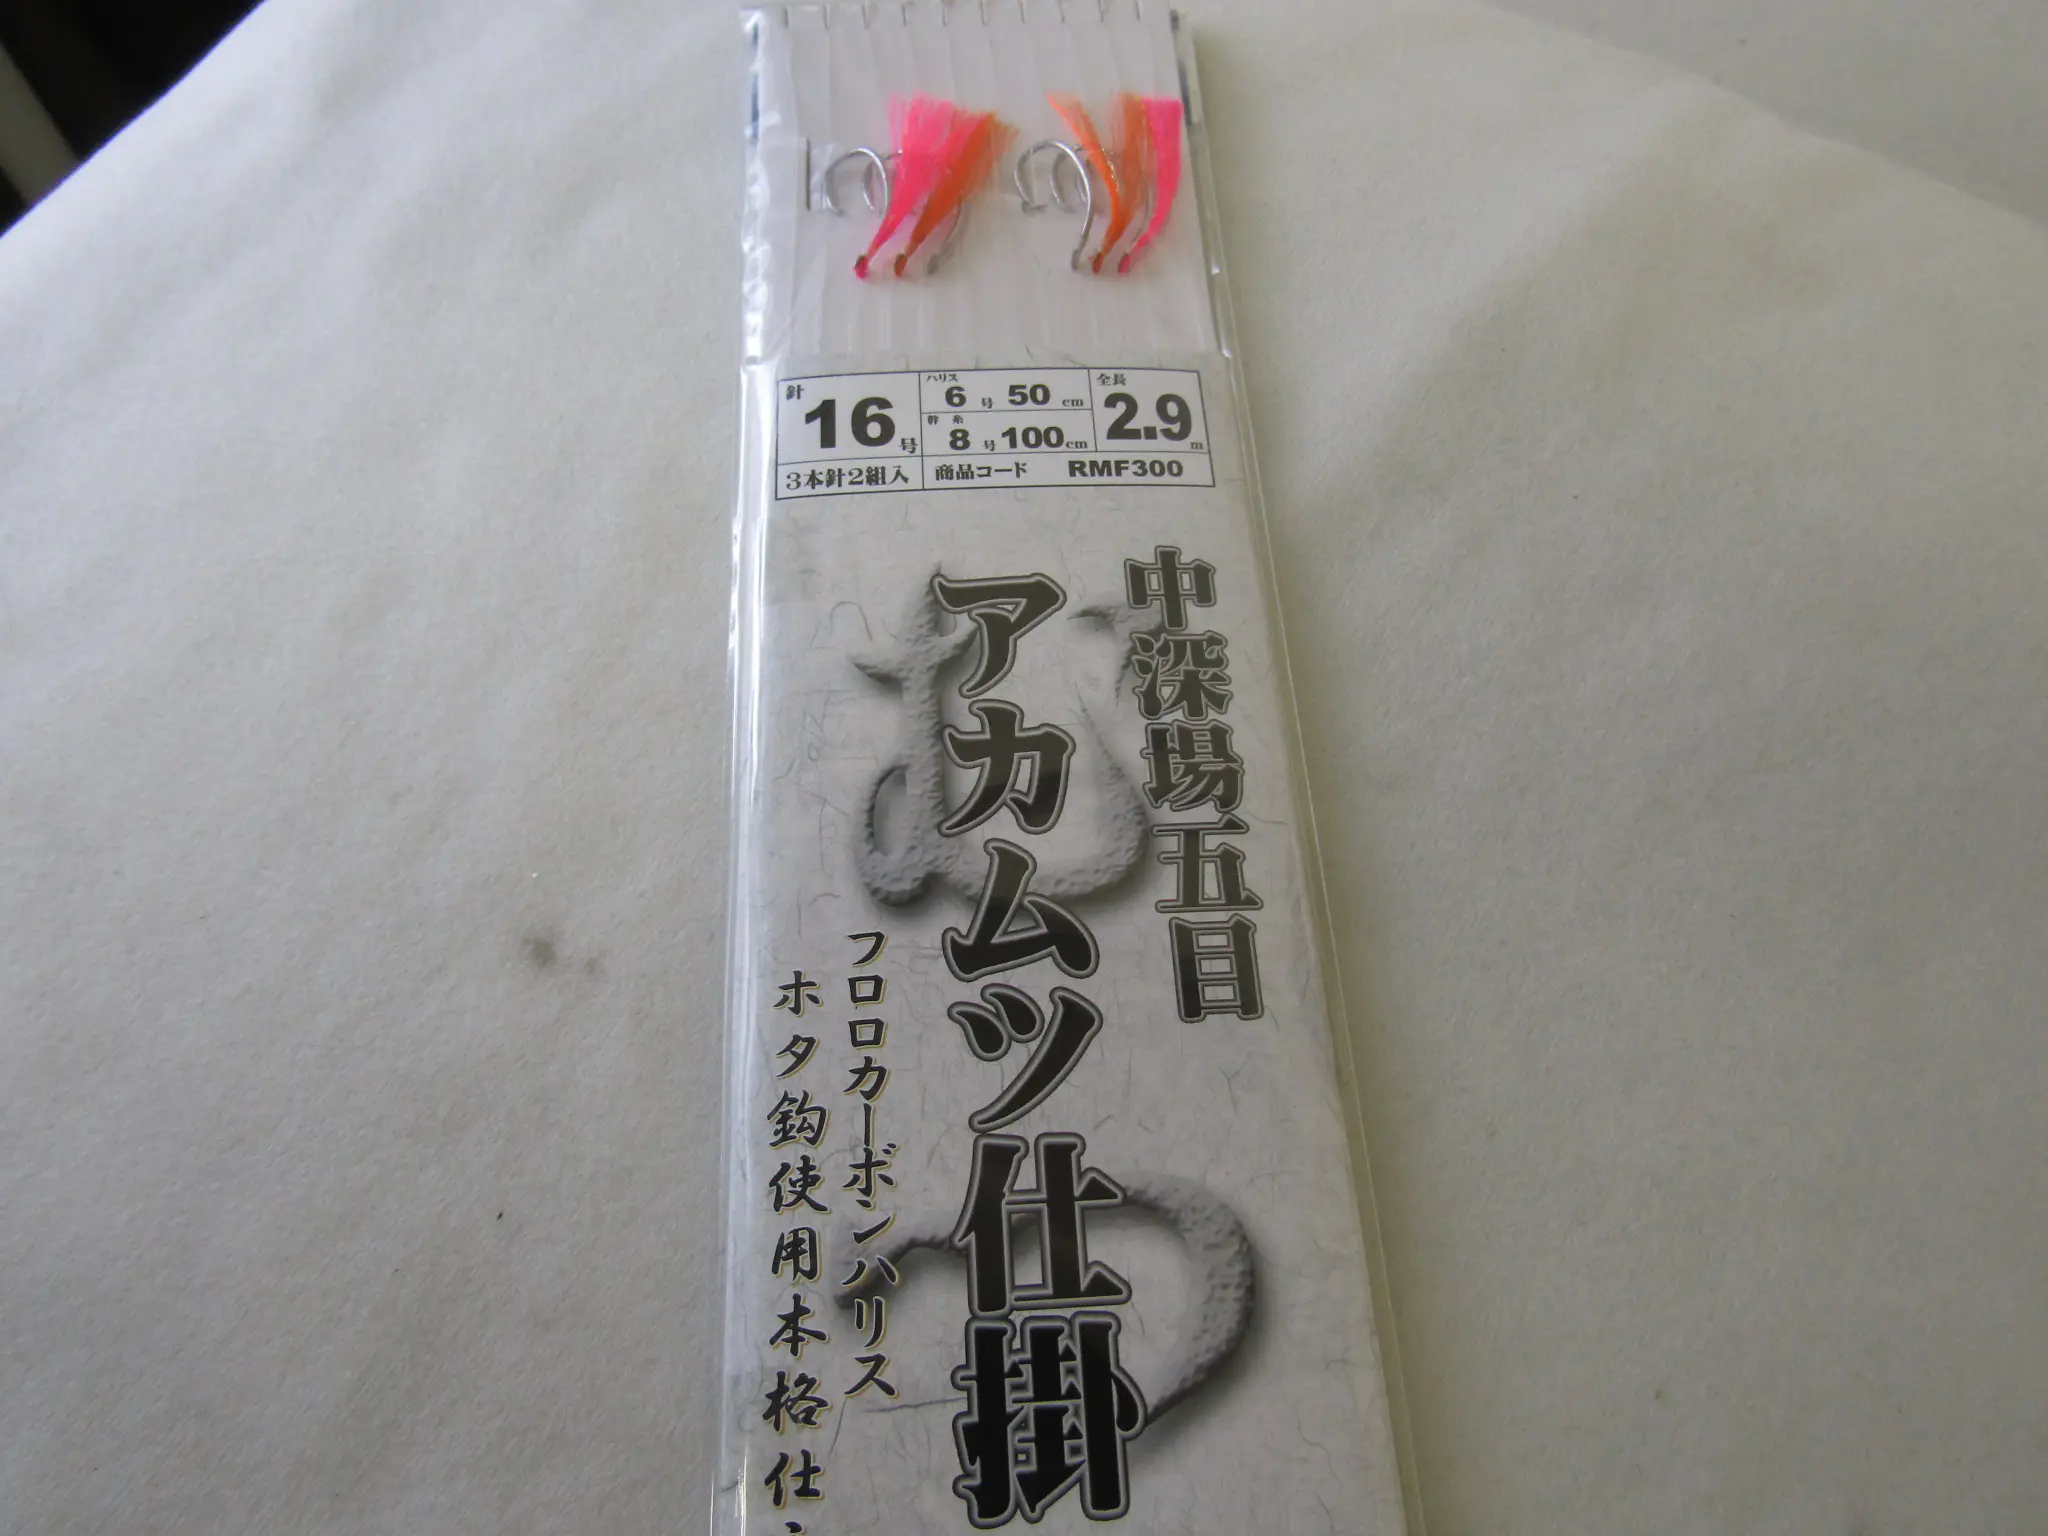 針 16号
ハリス 6号 50cm
幹糸 8号 100cm
全長 2.9m
3本針2組入
商品コード RMF300
中深場五目
アカムツ仕掛
フロロカーボンハリス
ホタ鈎使用本格仕
むつ